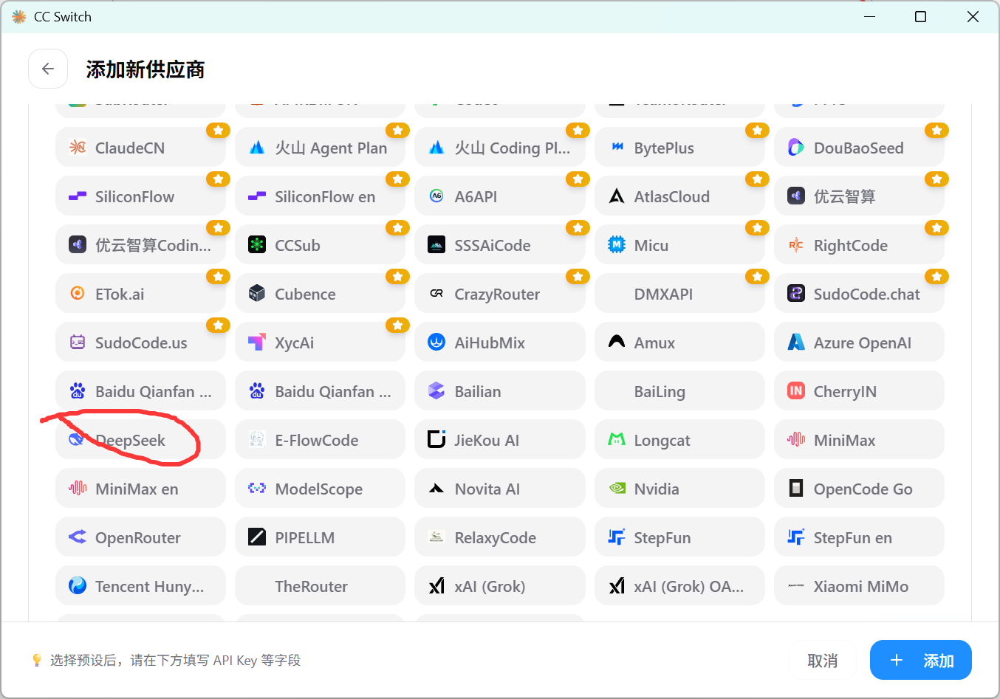 CC Switch
添加新供应商
ClaudeCN
火山 Agent Plan
火山 Coding Pl...
BytePlus
DouBaoSeed
SiliconFlow
SiliconFlow en
A6API
AtlasCloud
优云智算
优云智算Codin...
CCSub
SSSAiCode
Micu
RightCode
ETok.ai
Cubence
CrazyRouter
DMXAPI
SudoCode.chat
SudoCode.us
XycAi
AiHubMix
Amux
Azure OpenAI
Baidu Qianfan ...
Baidu Qianfan ...
Bailian
BaiLing
CherryIN
DeepSeek
E-FlowCode
JieKou AI
Longcat
MiniMax
MiniMax en
ModelScope
Novita AI
Nvidia
OpenCode Go
OpenRouter
PIPELLM
RelaxyCode
StepFun
StepFun en
Tencent Huny...
TheRouter
xAI (Grok)
xAI (Grok) OA...
Xiaomi MiMo
选择预设后，请在下方填写 API Key 等字段
取消
添加